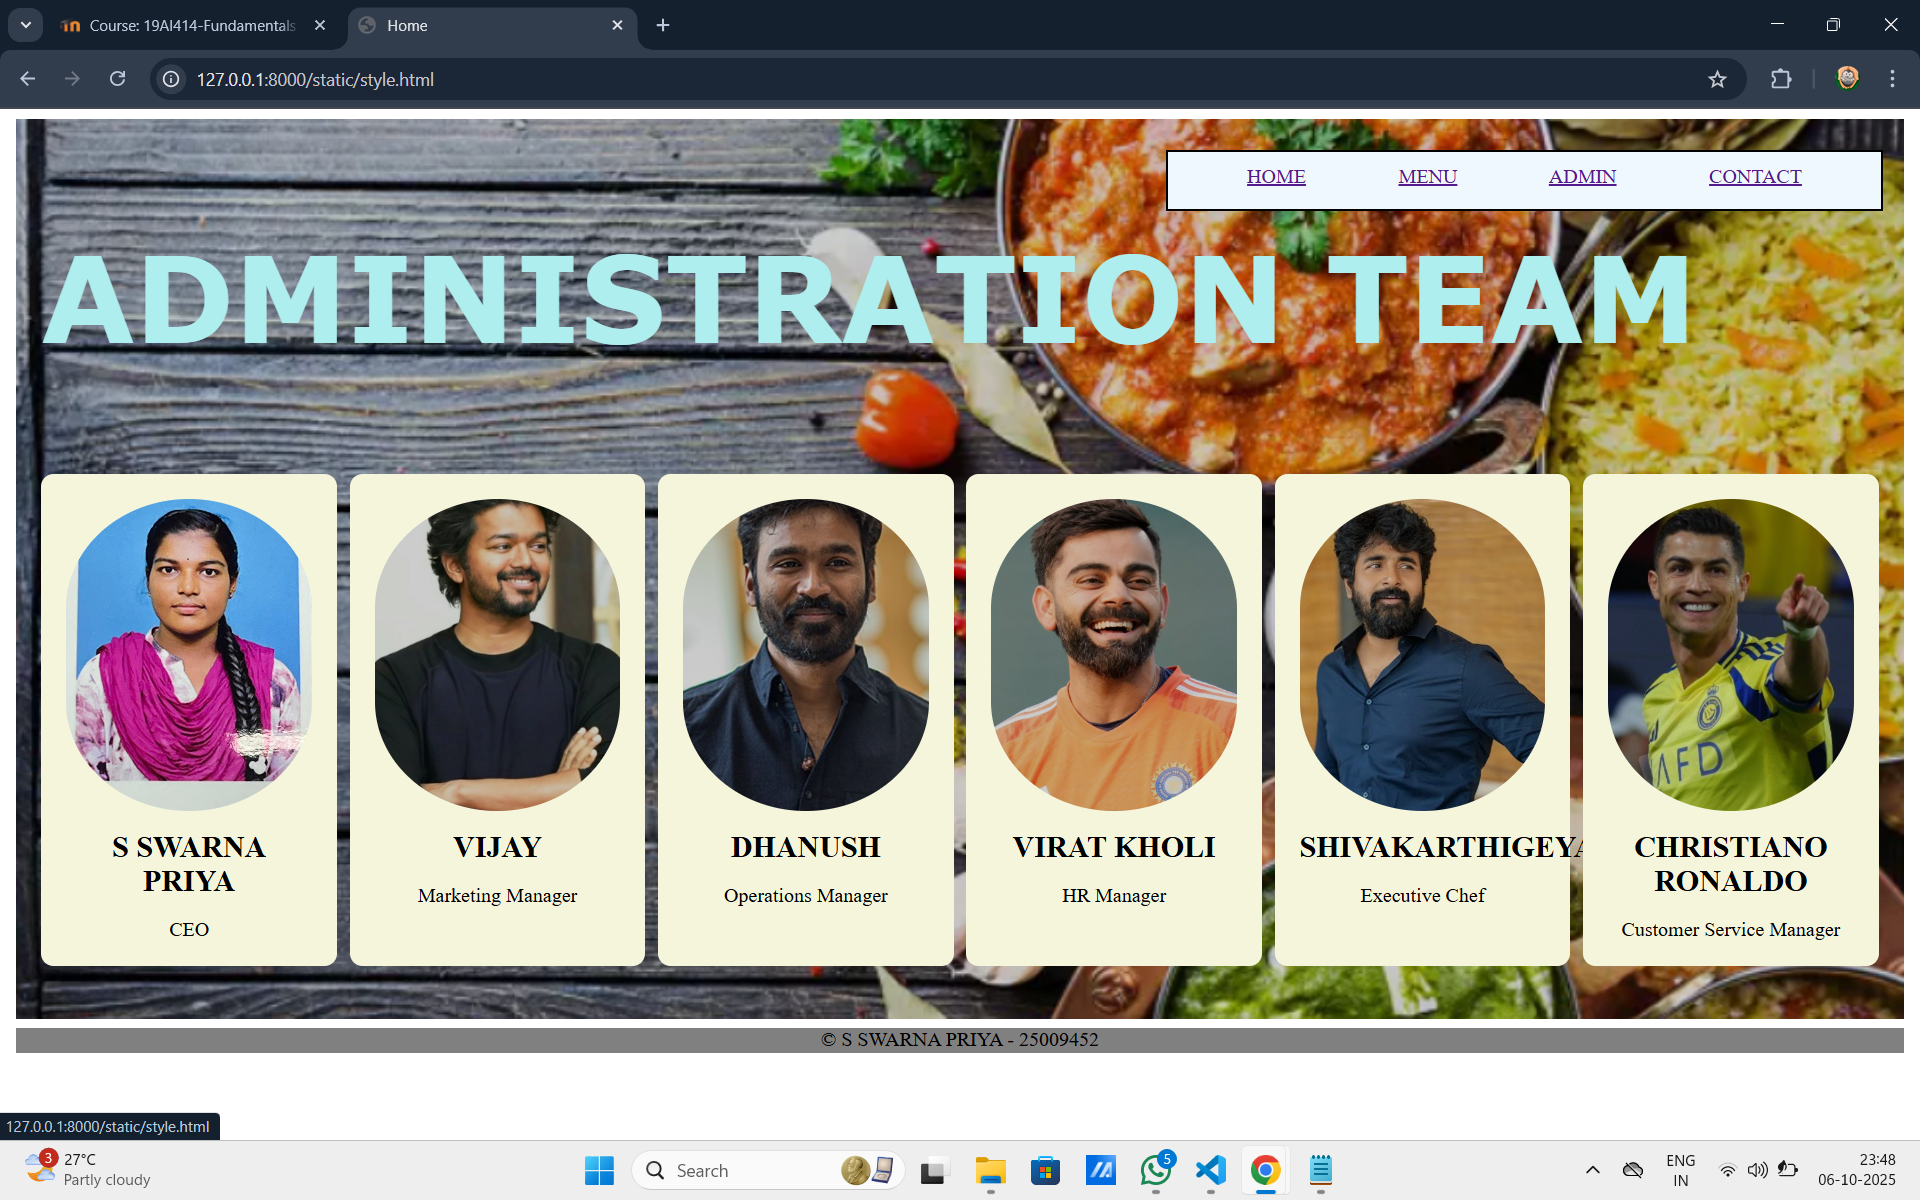 Course: 19AI414-Fundamentals
Home
127.0.0.1:8000/static/style.html
HOME MENU ADMIN CONTACT
ADMINISTRATION TEAM
AFD
S SWARNA
PRIYA
CEO
VIJAY
Marketing Manager
DHANUSH
Operations Manager
VIRAT KHOLI
HR Manager
SHIVAKARTHIGEYA
Executive Chef
CHRISTIANO
RONALDO
Customer Service Manager
© S SWARNA PRIYA - 25009452
127.0.0.1:8000/static/style.html
3
27°C
Partly cloudy
Search
5
ENG
IN
23:48
06-10-2025